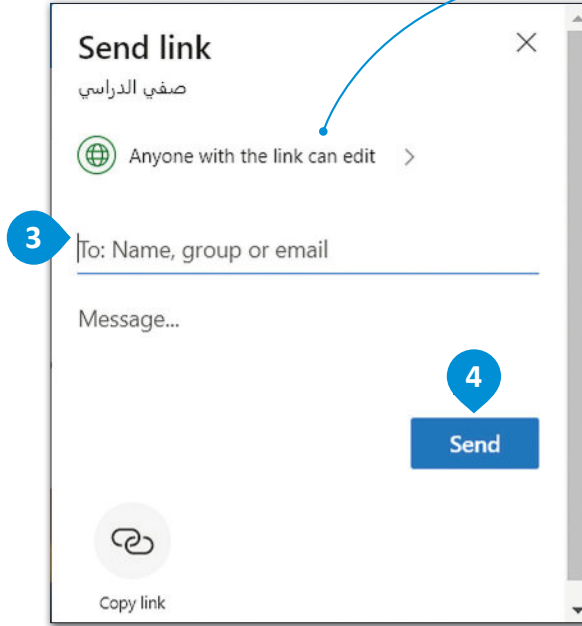 Send link
صفي الدراسي
Anyone with the link can edit
3
To: Name, group or email
Message...
4
Send
Copy link